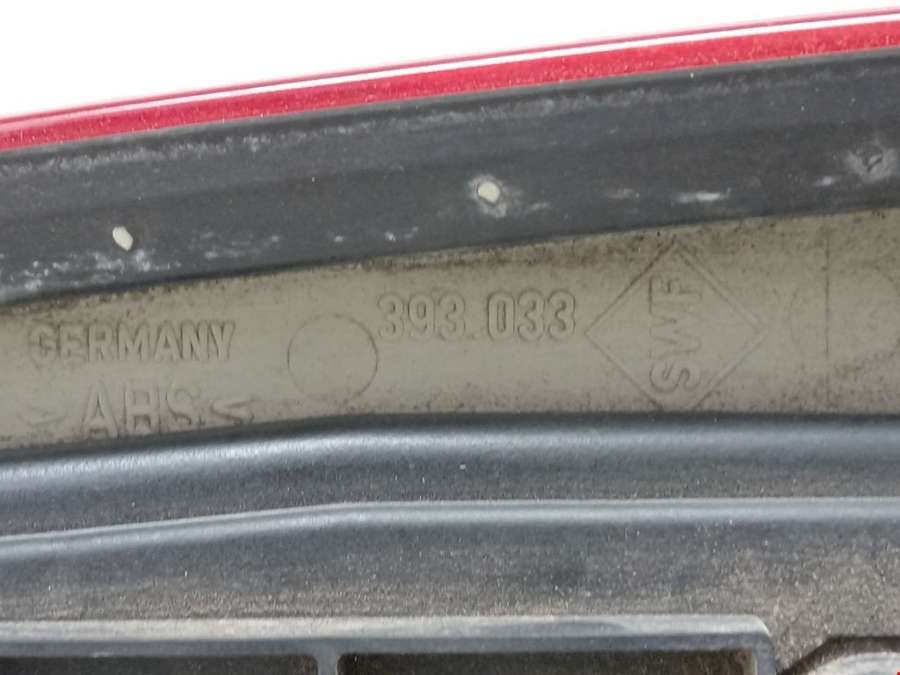 GERMANY
393 033
SWF
>ABS<